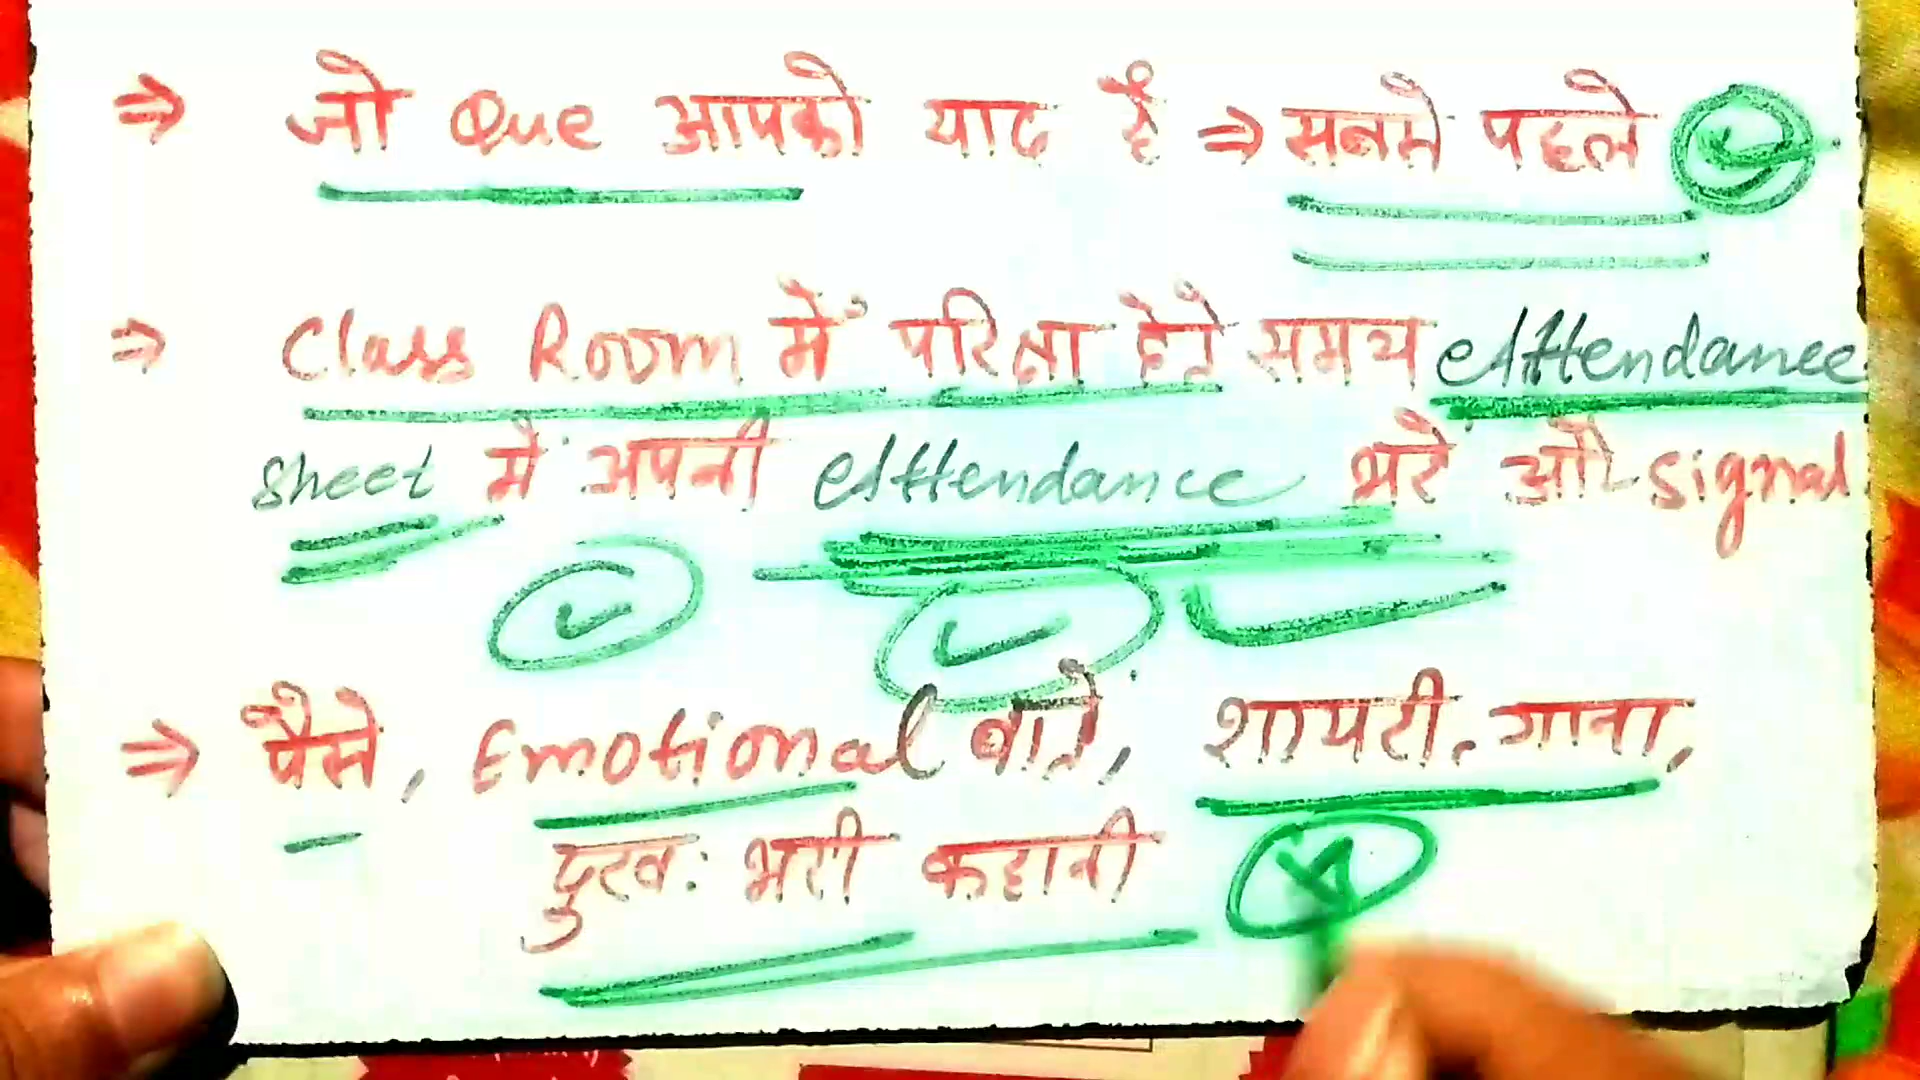 ⇒ जो Que आपको याद है ⇒ सबसे पहले
⇒ Class Room में परिक्षा देते समय Attendance
Sheet में अपनी Attendance भरे और signal
⇒ पैसे, Emotional बाते, शायरी, गाना,
दुखः भरी कहानी